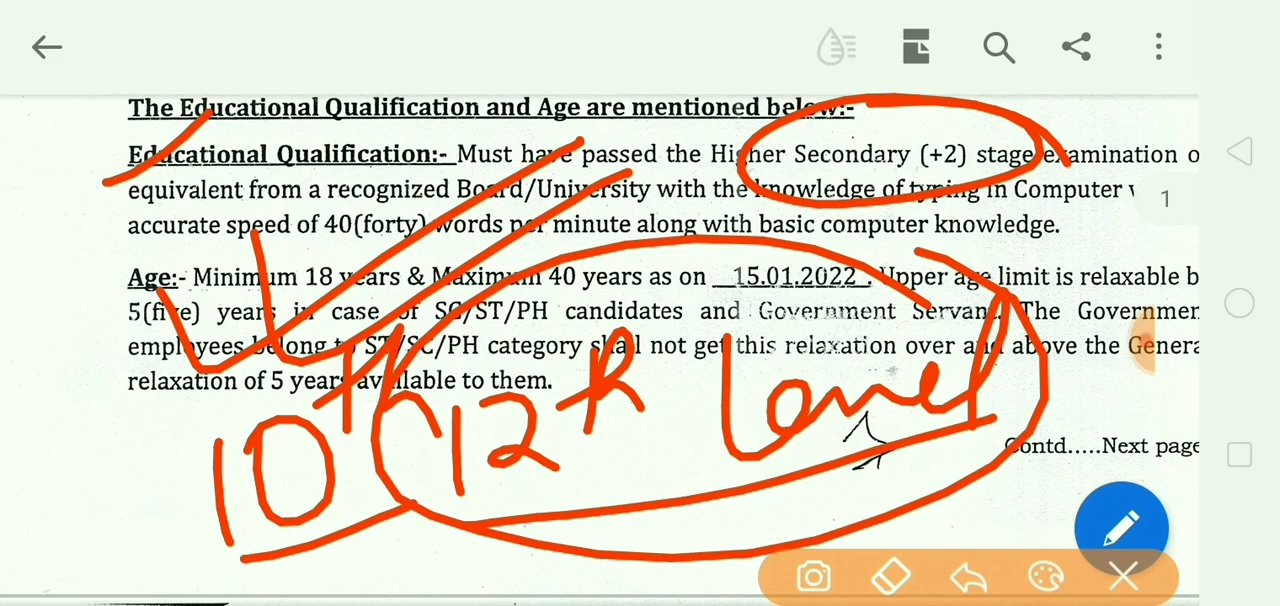 The Educational Qualification and Age are mentioned below:-
Educational Qualification:- Must have passed the Higher Secondary (+2) stage examination o
equivalent from a recognized Board/University with the knowledge of typing in Computer
accurate speed of 40(forty) words per minute along with basic computer knowledge.
1
Age:- Minimum 18 years & Maximum 40 years as on 15.01.2022. Upper age limit is relaxable b
5(five) years in case of SC/ST/PH candidates and Government Servant. The Governmen
employees belong to ST/SC/PH category shall not get this relaxation over and above the Genera
relaxation of 5 years available to them.
10th 12th Level
Contd.....Next page